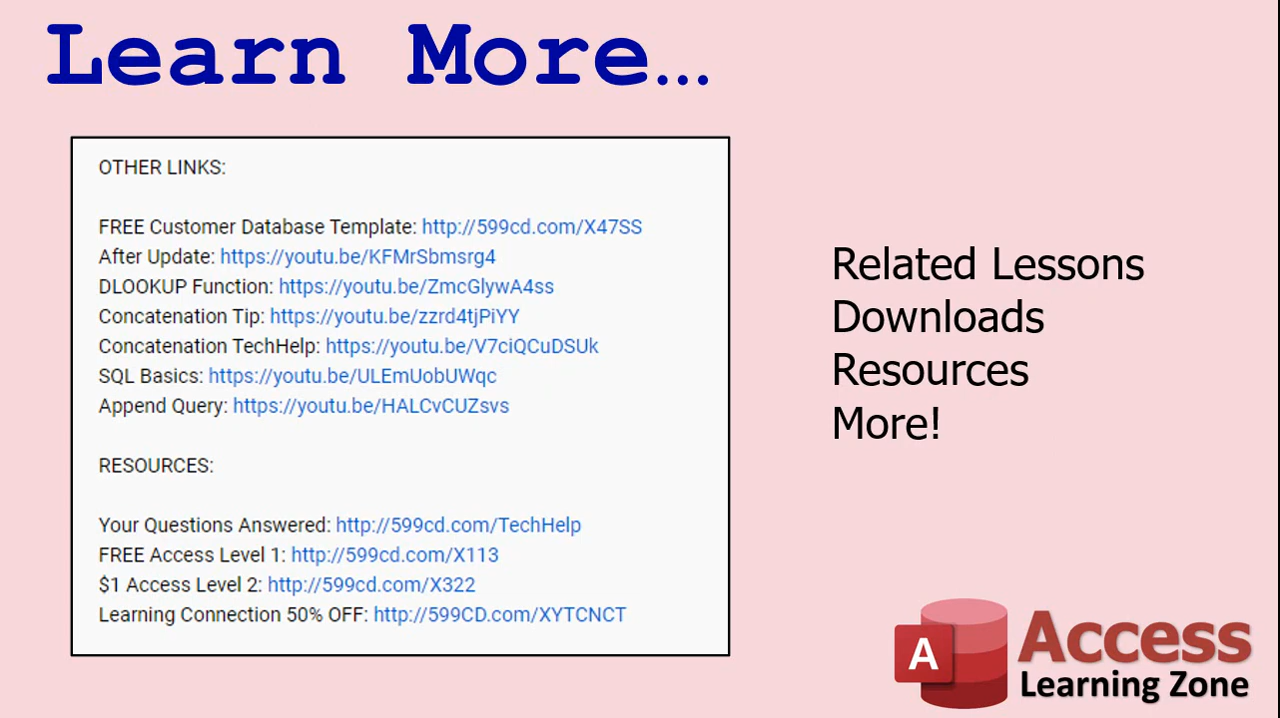 Learn More...
OTHER LINKS:
FREE Customer Database Template: http://599cd.com/X47SS
After Update: https://youtu.be/KFMrSbmsrg4
DLOOKUP Function: https://youtu.be/ZmcGlywA4ss
Concatenation Tip: https://youtu.be/zzrd4tjPiYY
Concatenation TechHelp: https://youtu.be/V7ciQCuDSUk
SQL Basics: https://youtu.be/ULEmUobUWqc
Append Query: https://youtu.be/HALCvCUZsvs
RESOURCES:
Your Questions Answered: http://599cd.com/TechHelp
FREE Access Level 1: http://599cd.com/X113
$1 Access Level 2: http://599cd.com/X322
Learning Connection 50% OFF: http://599CD.com/XYTCNCT
Related Lessons
Downloads
Resources
More!
A
Access
Learning Zone